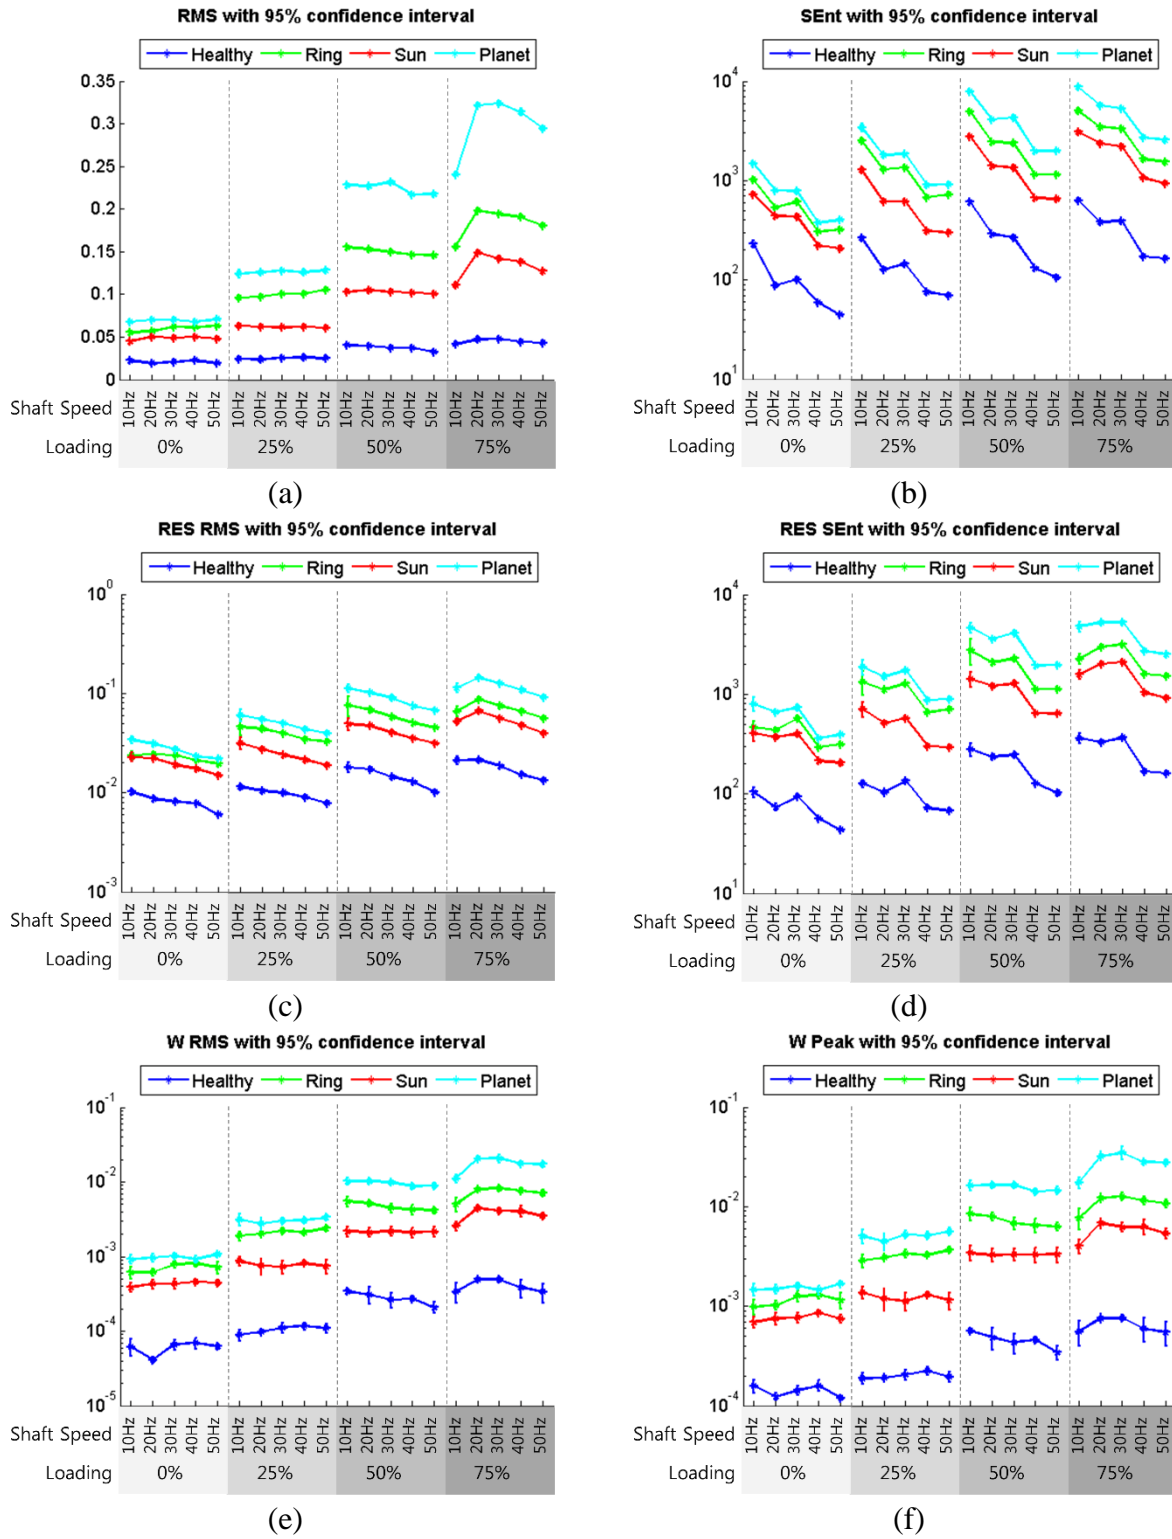 RMS with 95% confidence interval
Healthy Ring Sun Planet
0.35
0.3
0.25
0.2
0.15
0.1
0.05
0
Shaft Speed 10Hz 20Hz 30Hz 40Hz 50Hz 10Hz 20Hz 30Hz 40Hz 50Hz 10Hz 20Hz 30Hz 40Hz 50Hz 10Hz 20Hz 30Hz 40Hz 50Hz
Loading 0% 25% 50% 75%
(a)
SEnt with 95% confidence interval
Healthy Ring Sun Planet
10^4
10^3
10^2
10^1
Shaft Speed 10Hz 20Hz 30Hz 40Hz 50Hz 10Hz 20Hz 30Hz 40Hz 50Hz 10Hz 20Hz 30Hz 40Hz 50Hz 10Hz 20Hz 30Hz 40Hz 50Hz
Loading 0% 25% 50% 75%
(b)
RES RMS with 95% confidence interval
Healthy Ring Sun Planet
10^0
10^-1
10^-2
10^-3
Shaft Speed 10Hz 20Hz 30Hz 40Hz 50Hz 10Hz 20Hz 30Hz 40Hz 50Hz 10Hz 20Hz 30Hz 40Hz 50Hz 10Hz 20Hz 30Hz 40Hz 50Hz
Loading 0% 25% 50% 75%
(c)
RES SEnt with 95% confidence interval
Healthy Ring Sun Planet
10^4
10^3
10^2
10^1
Shaft Speed 10Hz 20Hz 30Hz 40Hz 50Hz 10Hz 20Hz 30Hz 40Hz 50Hz 10Hz 20Hz 30Hz 40Hz 50Hz 10Hz 20Hz 30Hz 40Hz 50Hz
Loading 0% 25% 50% 75%
(d)
W RMS with 95% confidence interval
Healthy Ring Sun Planet
10^-1
10^-2
10^-3
10^-4
10^-5
Shaft Speed 10Hz 20Hz 30Hz 40Hz 50Hz 10Hz 20Hz 30Hz 40Hz 50Hz 10Hz 20Hz 30Hz 40Hz 50Hz 10Hz 20Hz 30Hz 40Hz 50Hz
Loading 0% 25% 50% 75%
(e)
W Peak with 95% confidence interval
Healthy Ring Sun Planet
10^-1
10^-2
10^-3
10^-4
Shaft Speed 10Hz 20Hz 30Hz 40Hz 50Hz 10Hz 20Hz 30Hz 40Hz 50Hz 10Hz 20Hz 30Hz 40Hz 50Hz 10Hz 20Hz 30Hz 40Hz 50Hz
Loading 0% 25% 50% 75%
(f)